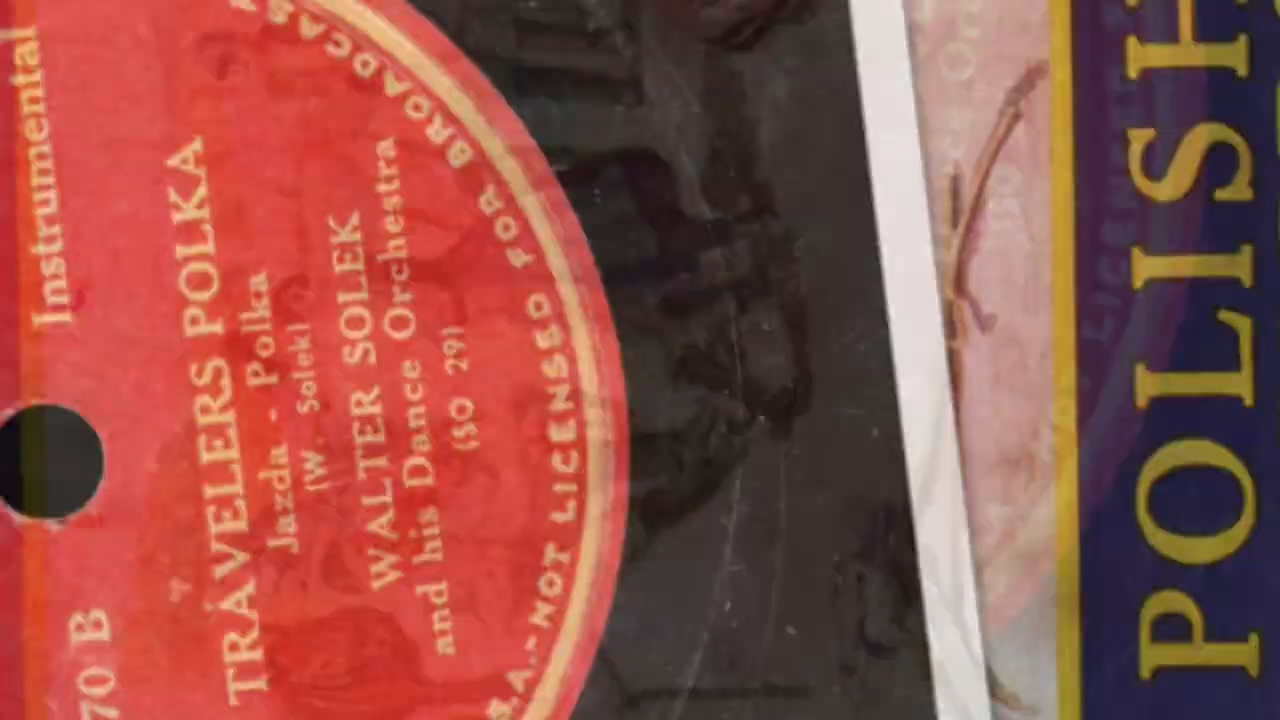 Instrumental
70 B
TRAVELERS POLKA
Jazda - Polka
(W. Solek)
WALTER SOLEK
and his Dance Orchestra
(SO 29)
S.A.-NOT LICENSED FOR BROADCAS
POLISH